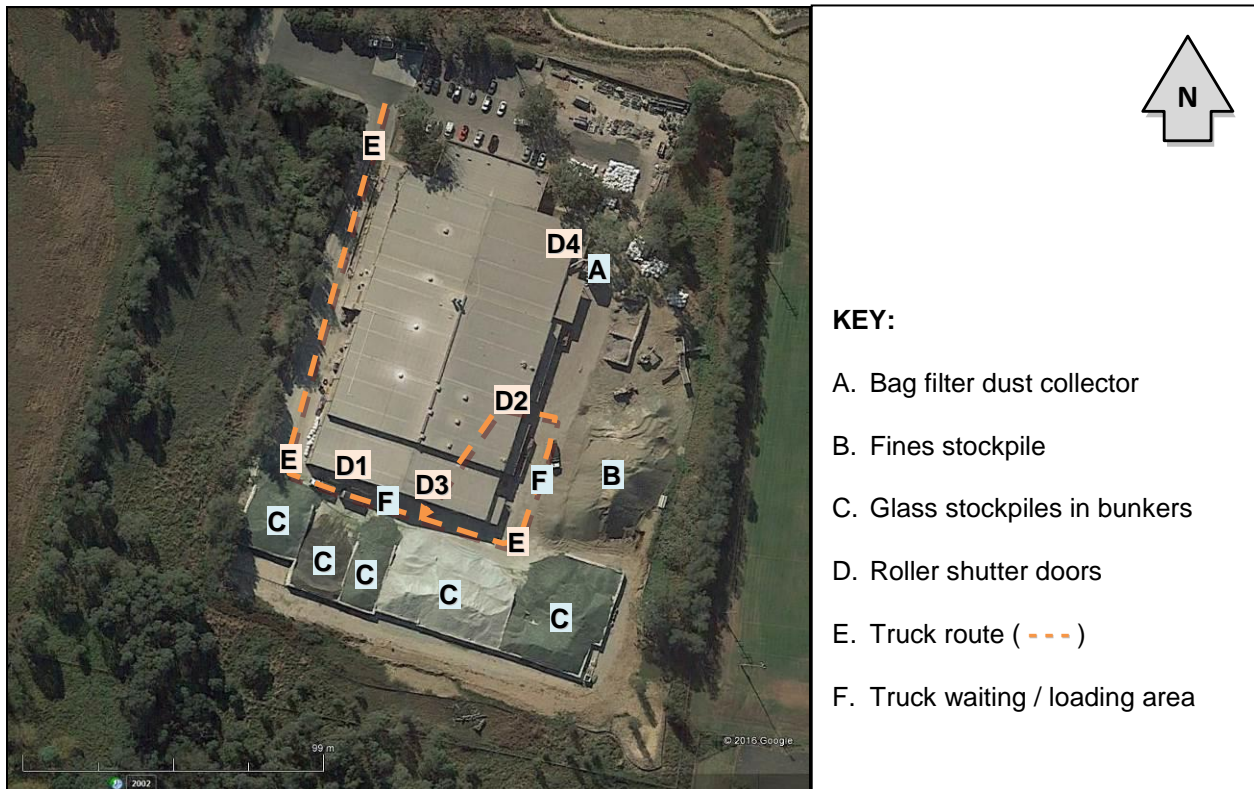 N
E
D4
A
D2
E
D1
F
D3
F
B
C
E
C
C
C
C
© 2016 Google
99 m
2002
KEY:
A. Bag filter dust collector
B. Fines stockpile
C. Glass stockpiles in bunkers
D. Roller shutter doors
E. Truck route ( - - - )
F. Truck waiting / loading area